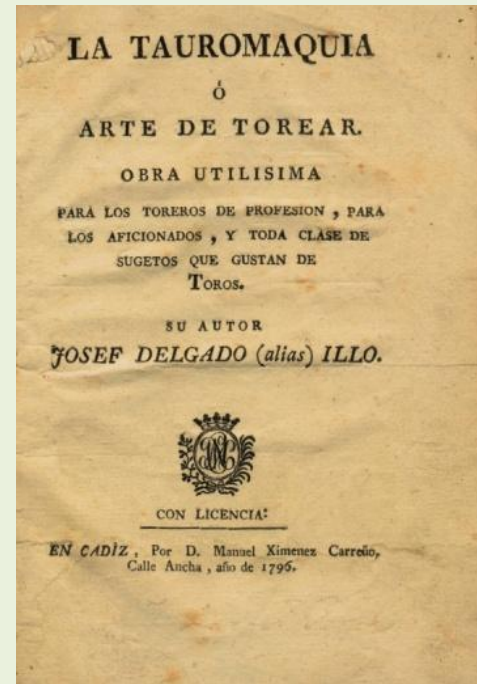 LA TAUROMAQUIA
Ó
ARTE DE TOREAR.
OBRA UTILISIMA
PARA LOS TOREROS DE PROFESION , PARA
LOS AFICIONADOS , Y TODA CLASE DE
SUGETOS QUE GUSTAN DE
TOROS.
SU AUTOR
JOSEF DELGADO (alias) ILLO.
CON LICENCIA:
EN CADIZ , Por D. Manuel Ximenez Carreño,
Calle Ancha , año de 1796.